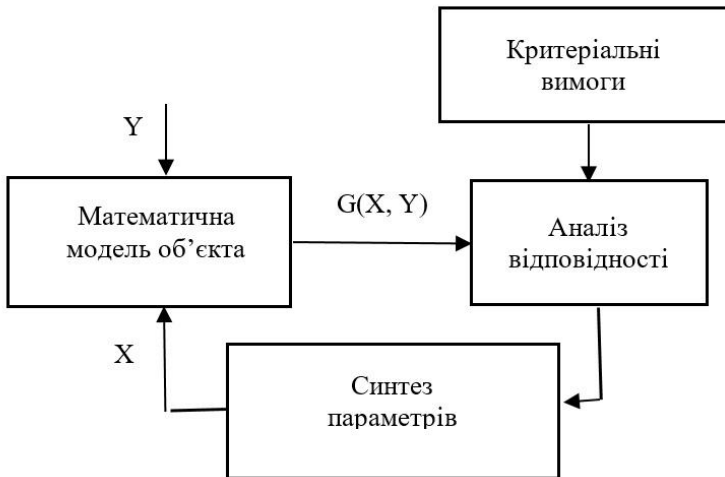 Критеріальні
вимоги
Y
Математична
модель об’єкта
G(X, Y)
Аналіз
відповідності
X
Синтез
параметрів